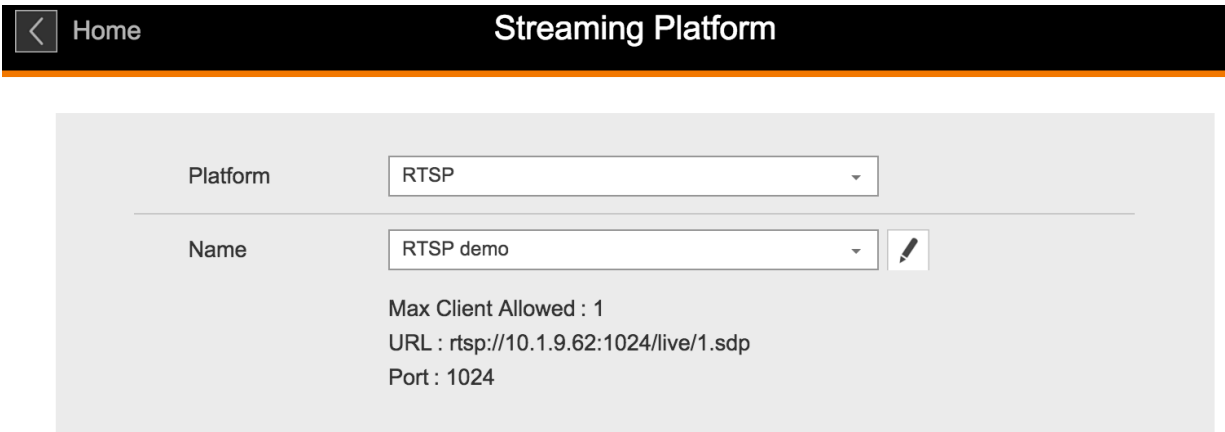 Home
Streaming Platform
Platform
RTSP
Name
RTSP demo
Max Client Allowed : 1
URL : rtsp://10.1.9.62:1024/live/1.sdp
Port : 1024